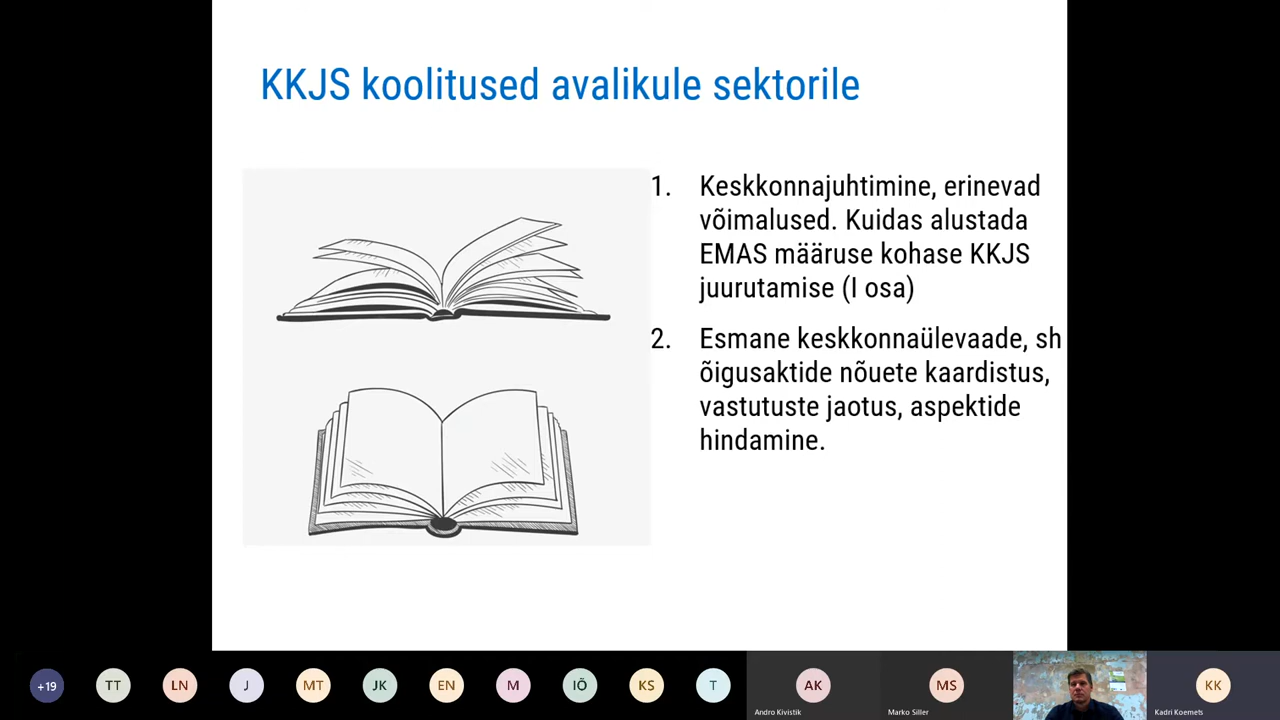 KKJS koolitused avalikule sektorile
1. Keskkonnajuhtimine, erinevad
võimalused. Kuidas alustada
EMAS määruse kohase KKJS
juurutamise (I osa)
2. Esmane keskkonnaülevaade, sh
õigusaktide nõuete kaardistus,
vastutuste jaotus, aspektide
hindamine.
+19 TT LN J MT JK EN M IÕ KS T AK MS KK
Andro Kivistik Marko Siller Kadri Koemets